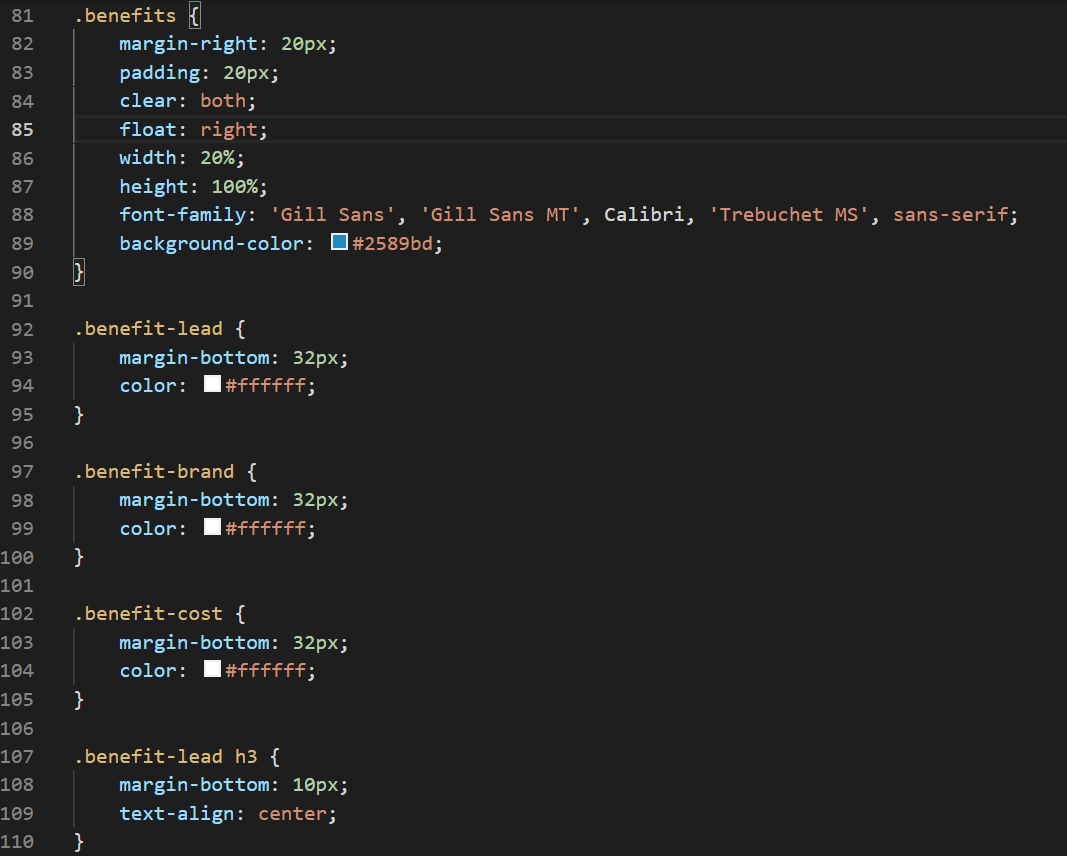 81 .benefits {
82 margin-right: 20px;
83 padding: 20px;
84 clear: both;
85 float: right;
86 width: 20%;
87 height: 100%;
88 font-family: 'Gill Sans', 'Gill Sans MT', Calibri, 'Trebuchet MS', sans-serif;
89 background-color: #2589bd;
90 }
91
92 .benefit-lead {
93 margin-bottom: 32px;
94 color: #ffffff;
95 }
96
97 .benefit-brand {
98 margin-bottom: 32px;
99 color: #ffffff;
100 }
101
102 .benefit-cost {
103 margin-bottom: 32px;
104 color: #ffffff;
105 }
106
107 .benefit-lead h3 {
108 margin-bottom: 10px;
109 text-align: center;
110 }